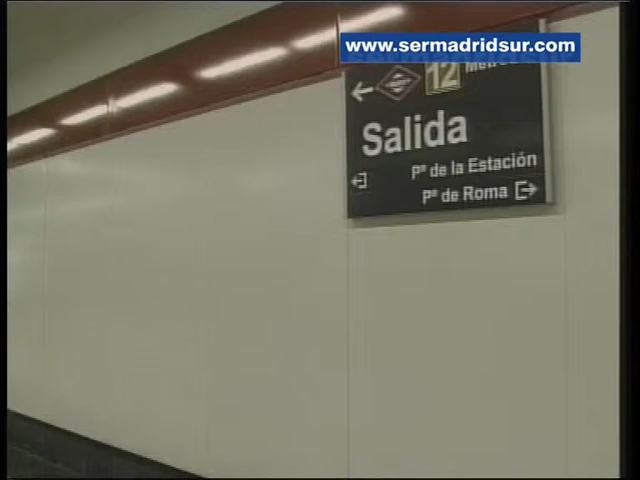 www.sermadridsur.com
12
Salida
Pº de la Estación
Pº de Roma